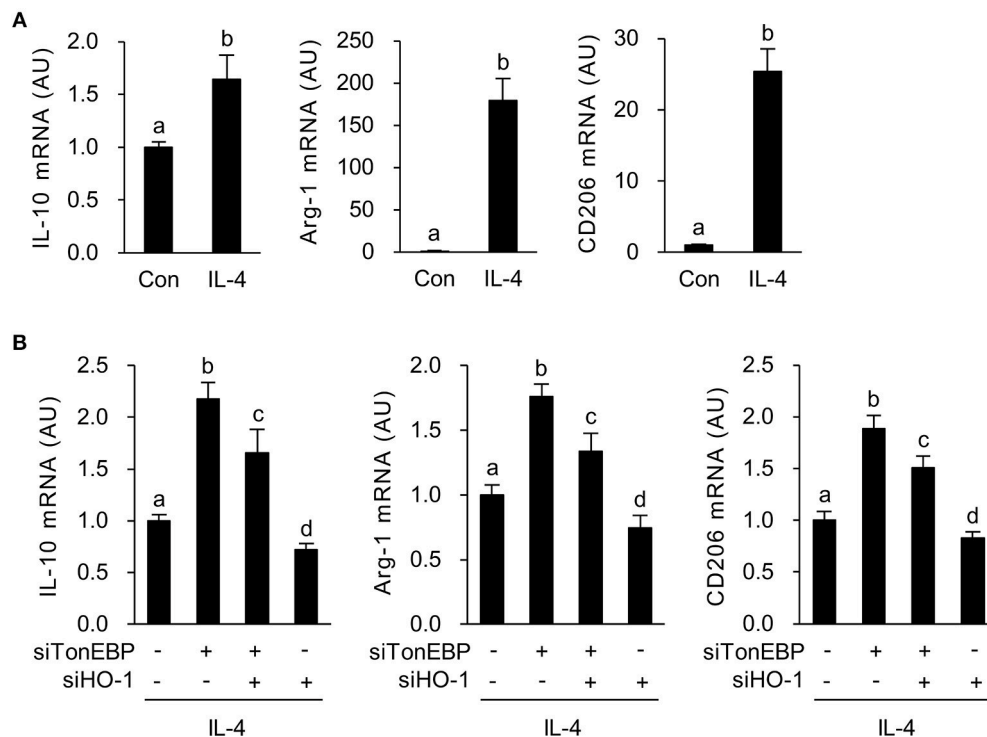 A
IL-10 mRNA (AU)
2.0
1.5
1.0
0.5
0.0
a
b
Con IL-4
Arg-1 mRNA (AU)
250
200
150
100
50
0
a
b
Con IL-4
CD206 mRNA (AU)
30
20
10
0
a
b
Con IL-4
B
IL-10 mRNA (AU)
2.5
2.0
1.5
1.0
0.5
0.0
a
b
c
d
Arg-1 mRNA (AU)
2.0
1.5
1.0
0.5
0.0
a
b
c
d
CD206 mRNA (AU)
2.5
2.0
1.5
1.0
0.5
0.0
a
b
c
d
siTonEBP - + + -
siHO-1 - - + +
IL-4
siTonEBP - + + -
siHO-1 - - + +
IL-4
siTonEBP - + + -
siHO-1 - - + +
IL-4